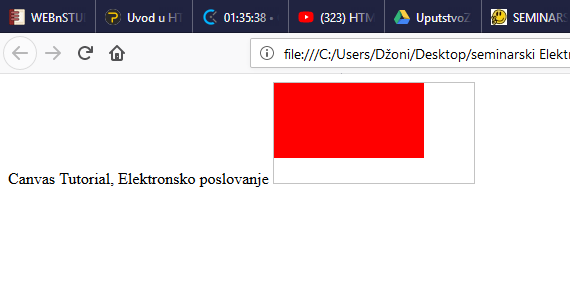 WEBnSTU
Uvod u HT
01:35:38 •
(323) HTM
UputstvoZ
SEMINARS
file:///C:/Users/Džoni/Desktop/seminarski Elektr
Canvas Tutorial, Elektronsko poslovanje